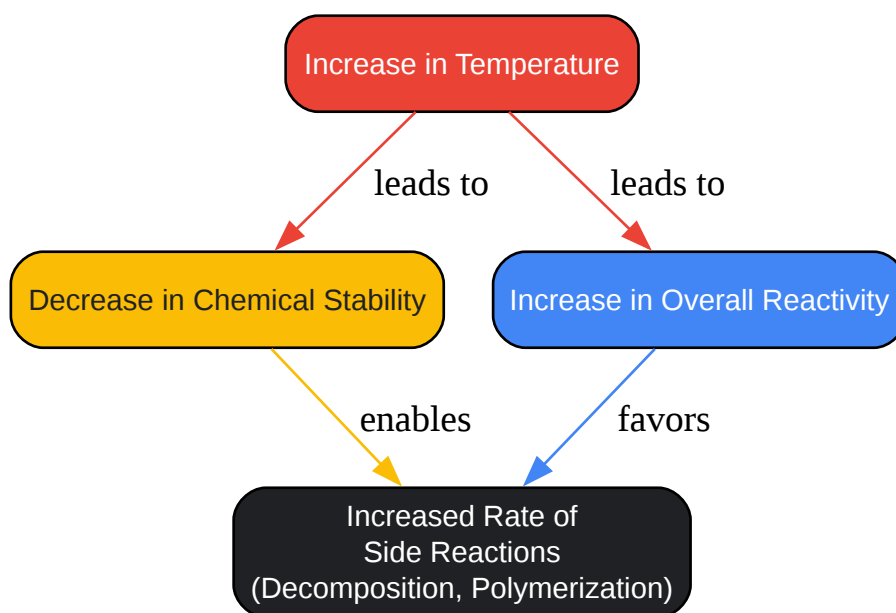 Increase in Temperature
leads to
leads to
Decrease in Chemical Stability
Increase in Overall Reactivity
enables
favors
Increased Rate of
Side Reactions
(Decomposition, Polymerization)